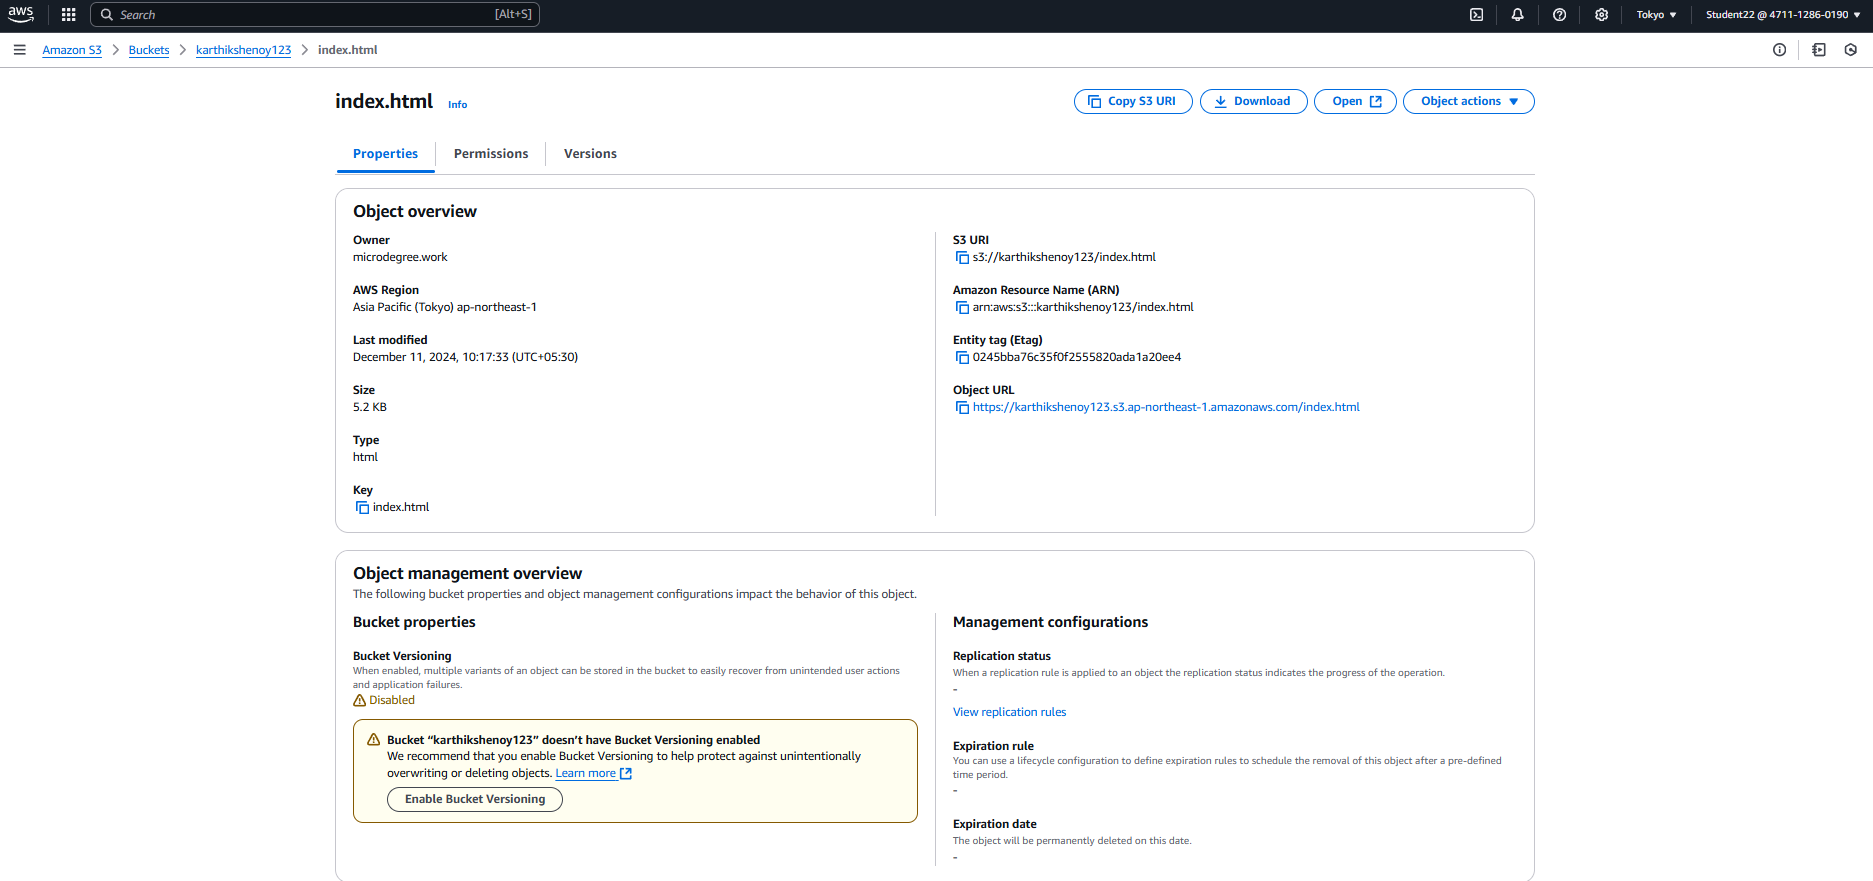 aws
Search [Alt+S]
Tokyo
Student22 @ 4711-1286-0190
Amazon S3 > Buckets > karthikshenoy123 > index.html
index.html Info
Copy S3 URI
Download
Open
Object actions
Properties
Permissions
Versions
Object overview
Owner
microdegree.work
AWS Region
Asia Pacific (Tokyo) ap-northeast-1
Last modified
December 11, 2024, 10:17:33 (UTC+05:30)
Size
5.2 KB
Type
html
Key
index.html
S3 URI
s3://karthikshenoy123/index.html
Amazon Resource Name (ARN)
arn:aws:s3:::karthikshenoy123/index.html
Entity tag (Etag)
0245bba76c35f0f2555820ada1a20ee4
Object URL
https://karthikshenoy123.s3.ap-northeast-1.amazonaws.com/index.html
Object management overview
The following bucket properties and object management configurations impact the behavior of this object.
Bucket properties
Bucket Versioning
When enabled, multiple variants of an object can be stored in the bucket to easily recover from unintended user actions
and application failures.
Disabled
Bucket “karthikshenoy123” doesn’t have Bucket Versioning enabled
We recommend that you enable Bucket Versioning to help protect against unintentionally
overwriting or deleting objects. Learn more
Enable Bucket Versioning
Management configurations
Replication status
When a replication rule is applied to an object the replication status indicates the progress of the operation.
-
View replication rules
Expiration rule
You can use a lifecycle configuration to define expiration rules to schedule the removal of this object after a pre-defined
time period.
-
Expiration date
The object will be permanently deleted on this date.
-